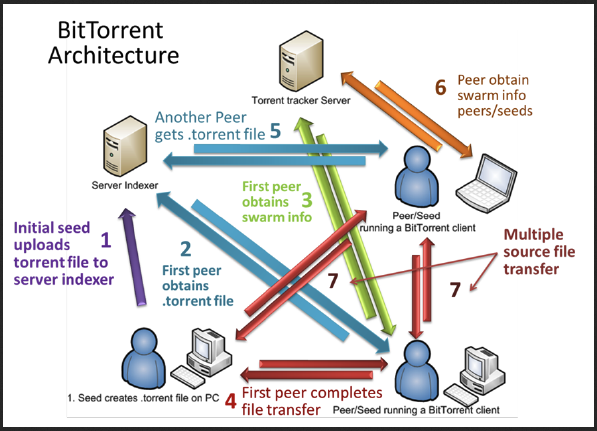 BitTorrent
Architecture
Torrent tracker Server
6 Peer obtain
swarm info
peers/seeds
Another Peer
gets .torrent file 5
Server Indexer
First peer
obtains 3
swarm info
Peer/Seed
running a BitTorrent client
Initial seed
uploads 1
torrent file to
server indexer
2
First peer
obtains
.torrent file
Multiple
source file
transfer
7
7
1. Seed creates .torrent file on PC
4 First peer completes
file transfer
Peer/Seed running a BitTorrent client